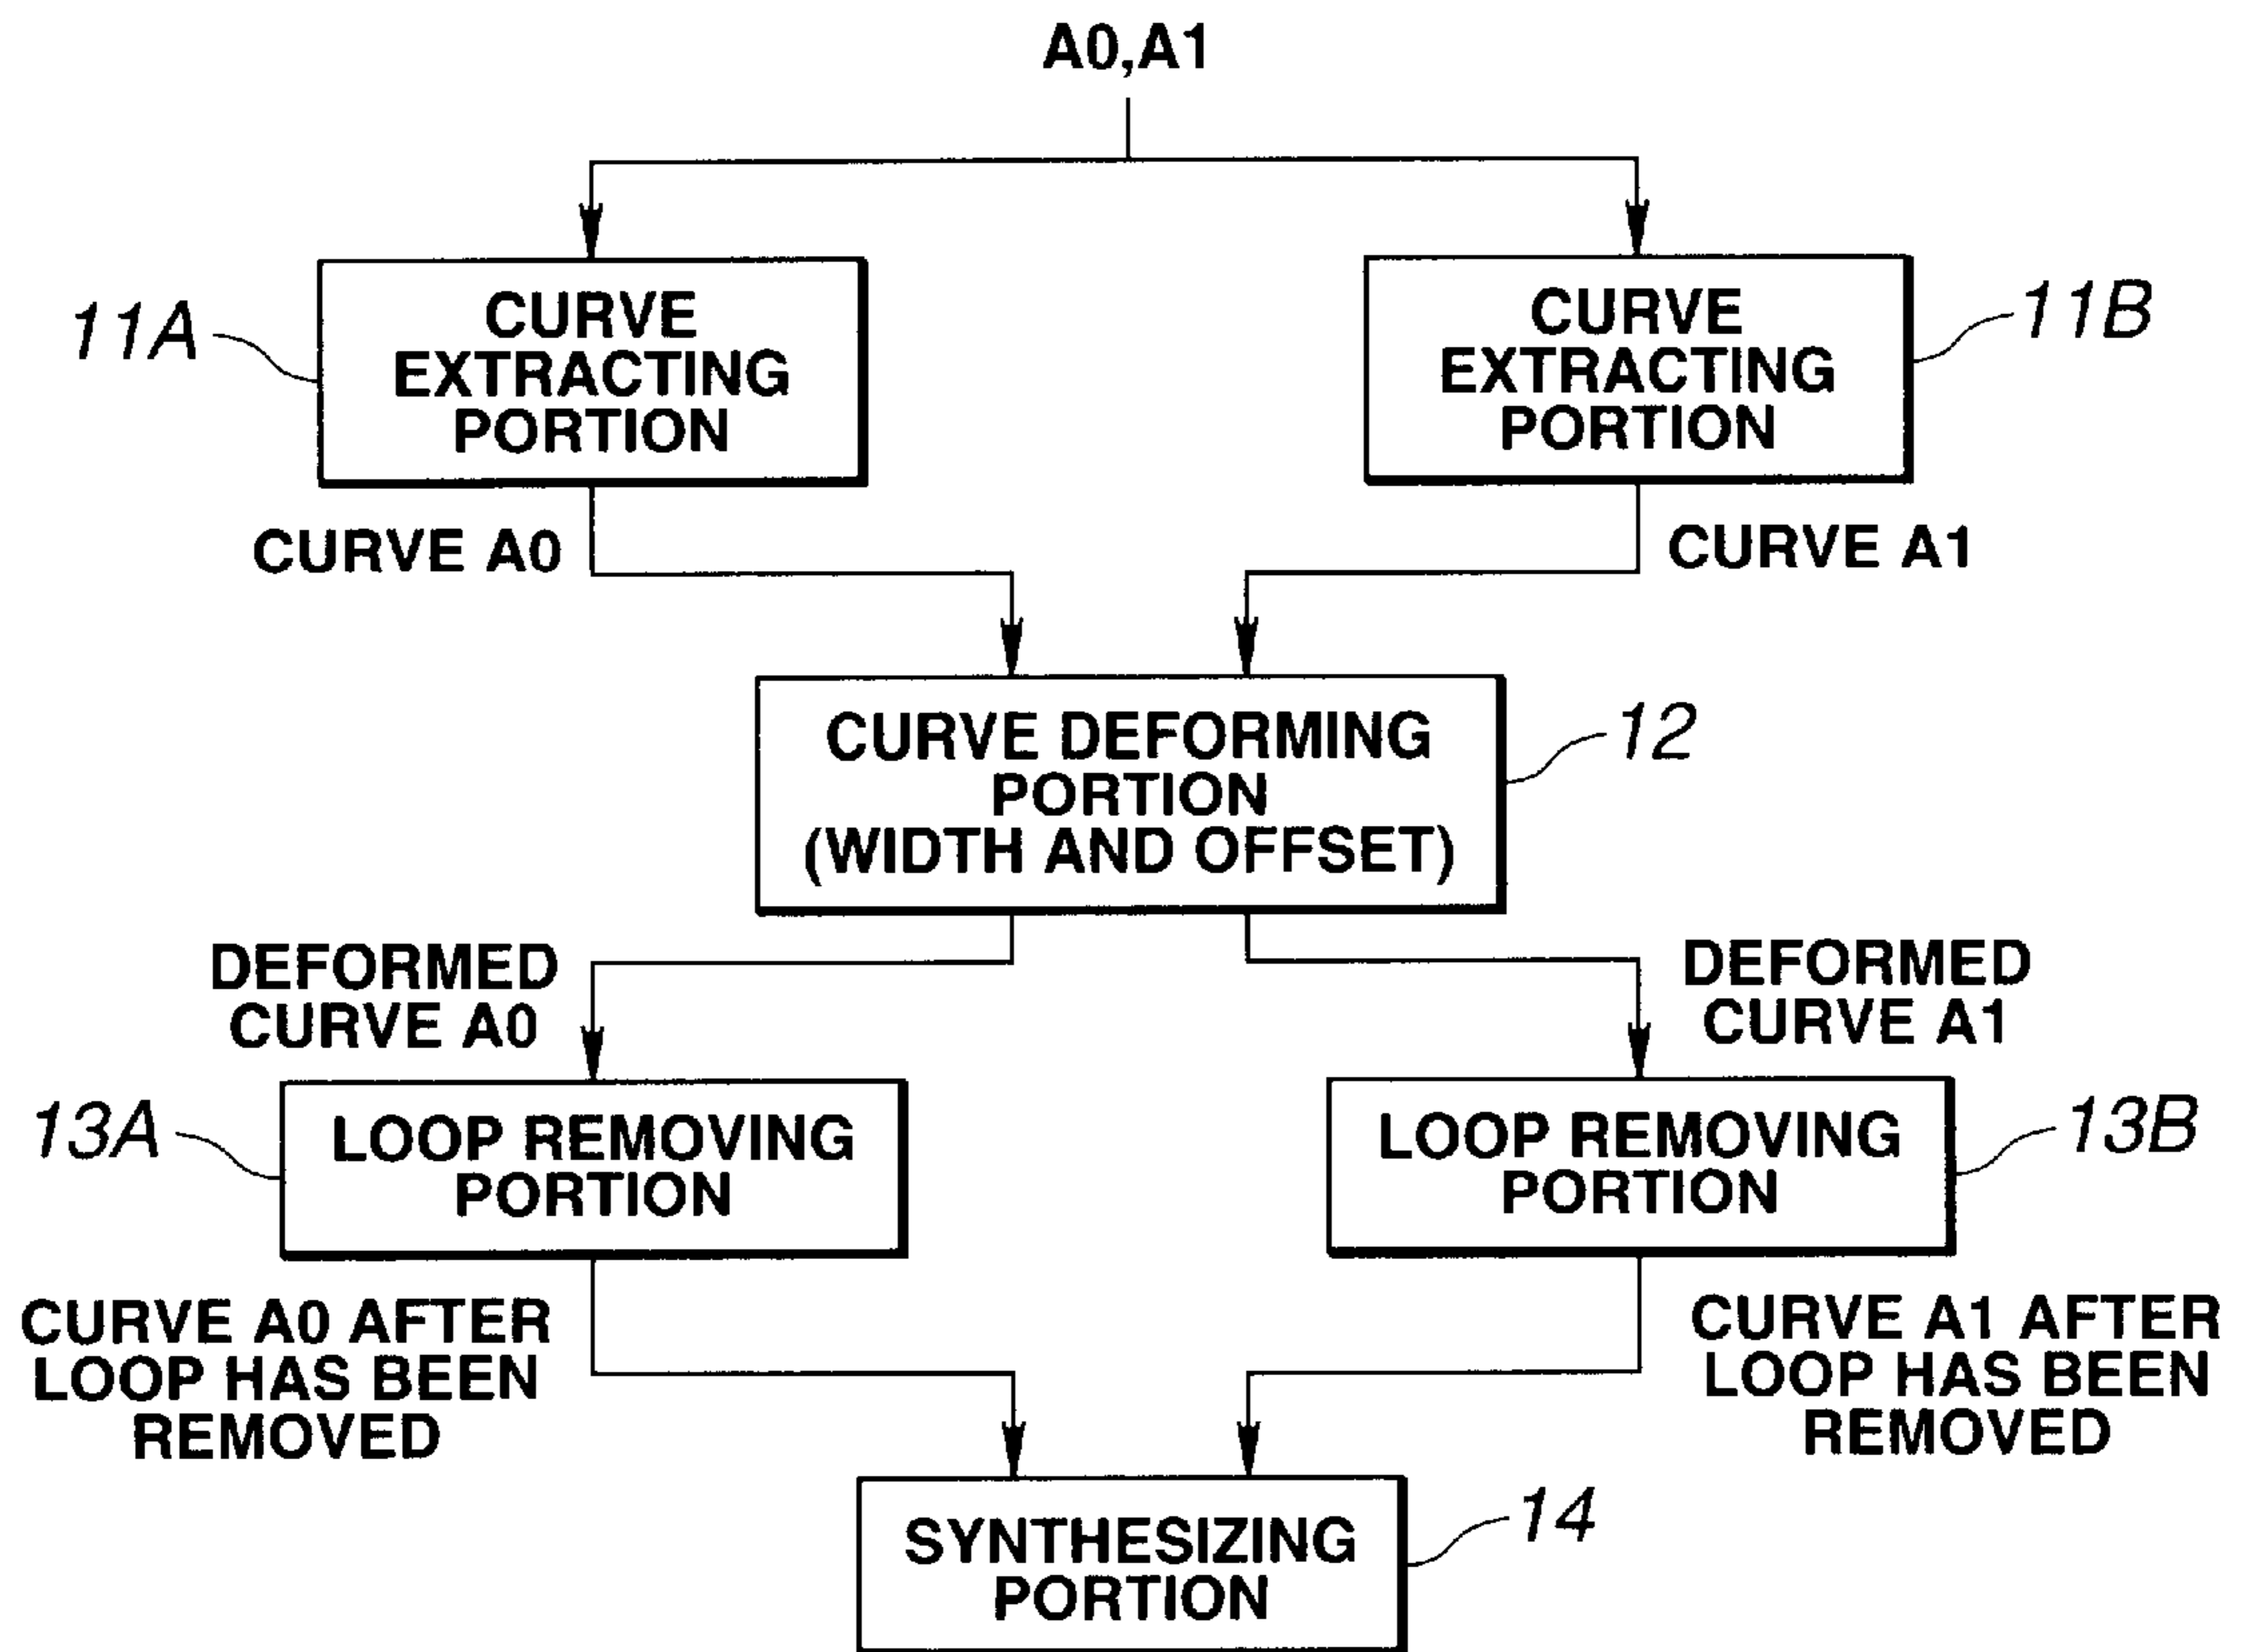 A0,A1
11A
CURVE
EXTRACTING
PORTION
CURVE
EXTRACTING
PORTION
11B
CURVE A0
CURVE A1
CURVE DEFORMING
PORTION
(WIDTH AND OFFSET)
12
DEFORMED
CURVE A0
DEFORMED
CURVE A1
13A
LOOP REMOVING
PORTION
LOOP REMOVING
PORTION
13B
CURVE A0 AFTER
LOOP HAS BEEN
REMOVED
CURVE A1 AFTER
LOOP HAS BEEN
REMOVED
SYNTHESIZING
PORTION
14